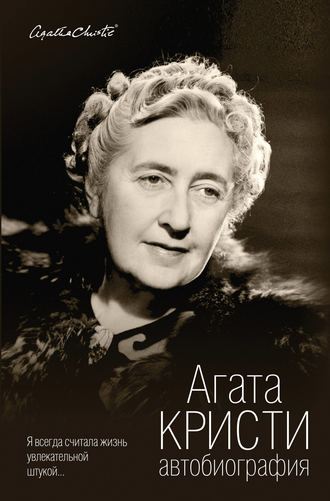 Agatha Christie®
Я всегда считала жизнь
увлекательной
штукой...
Агата
КРИСТИ
автобиография